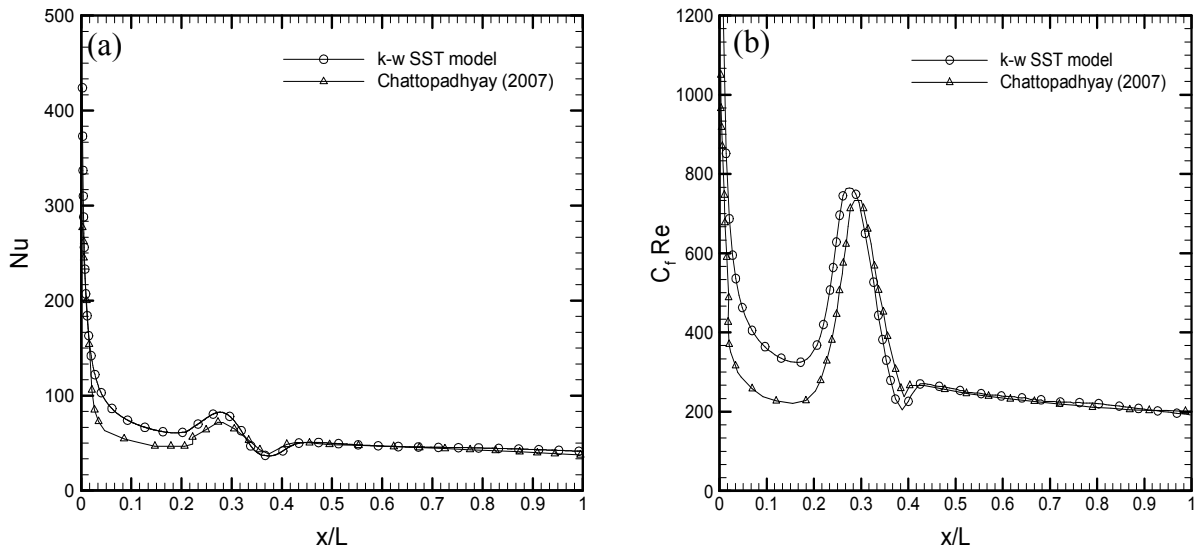 (a)
k-w SST model
Chattopadhyay (2007)
500
400
300
200
100
0
Nu
0 0.1 0.2 0.3 0.4 0.5 0.6 0.7 0.8 0.9 1
x/L
(b)
k-w SST model
Chattopadhyay (2007)
1200
1000
800
600
400
200
0
C_f Re
0 0.1 0.2 0.3 0.4 0.5 0.6 0.7 0.8 0.9 1
x/L